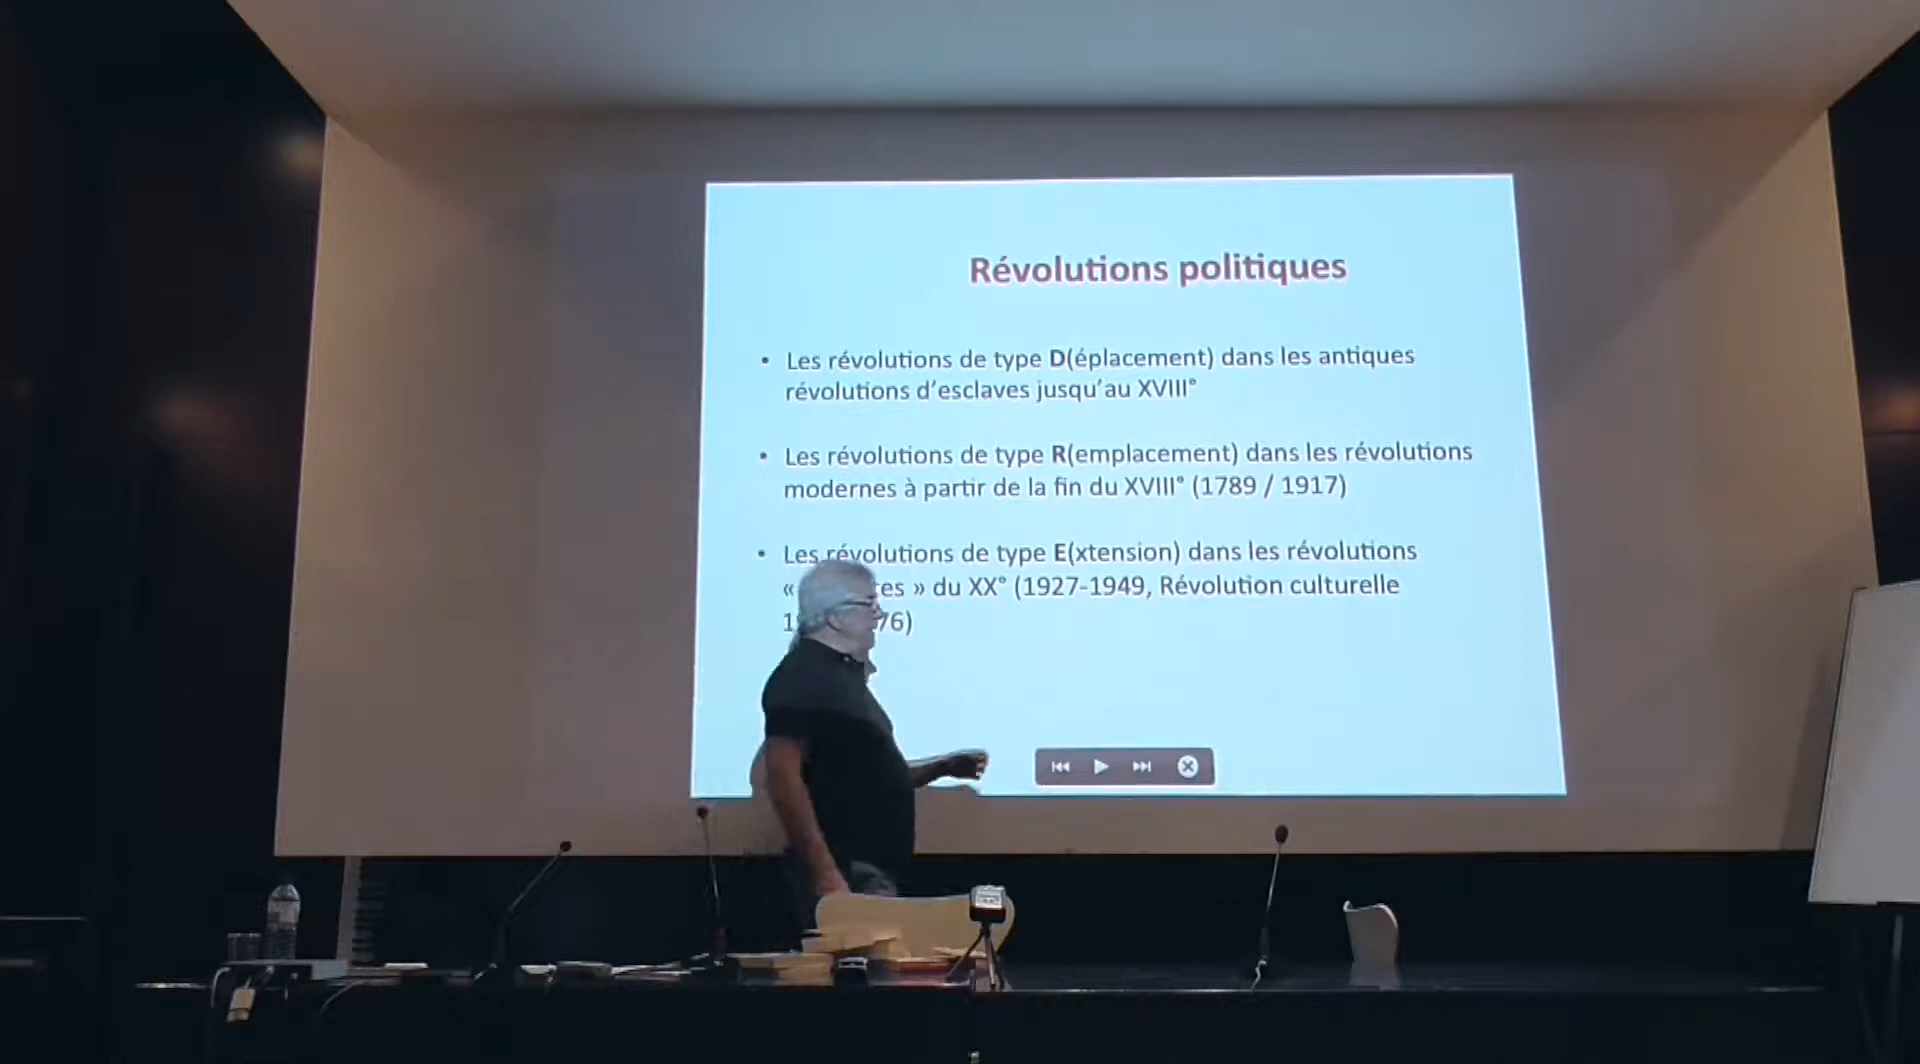 Révolutions politiques
• Les révolutions de type D(éplacement) dans les antiques
révolutions d’esclaves jusqu’au XVIII°
• Les révolutions de type R(emplacement) dans les révolutions
modernes à partir de la fin du XVIII° (1789 / 1917)
• Les révolutions de type E(xtension) dans les révolutions
« » du XX° (1927-1949, Révolution culturelle